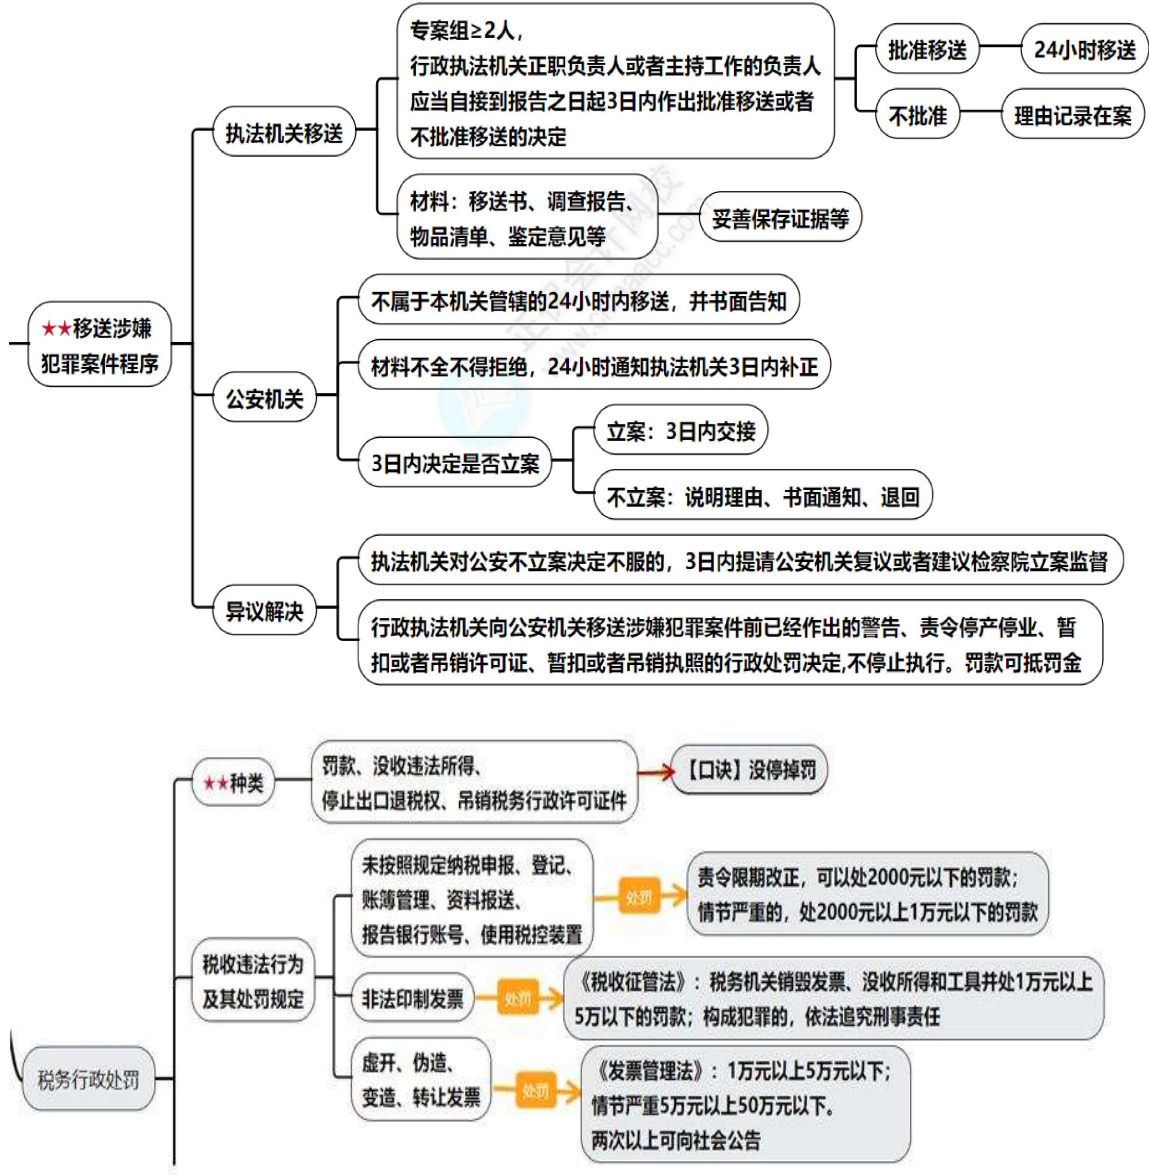 ★★移送涉嫌
犯罪案件程序
执法机关移送
专案组≥2人，
行政执法机关正职负责人或者主持工作的负责人
应当自接到报告之日起3日内作出批准移送或者
不批准移送的决定
批准移送
24小时移送
不批准
理由记录在案
材料：移送书、调查报告、
物品清单、鉴定意见等
妥善保存证据等
公安机关
不属于本机关管辖的24小时内移送，并书面告知
材料不全不得拒绝，24小时通知执法机关3日内补正
3日内决定是否立案
立案：3日内交接
不立案：说明理由、书面通知、退回
异议解决
执法机关对公安不立案决定不服的，3日内提请公安机关复议或者建议检察院立案监督
行政执法机关向公安机关移送涉嫌犯罪案件前已经作出的警告、责令停产停业、暂
扣或者吊销许可证、暂扣或者吊销执照的行政处罚决定,不停止执行。罚款可抵罚金
正保会计网校
www.chinaacc.com
税务行政处罚
★★种类
罚款、没收违法所得、
停止出口退税权、吊销税务行政许可证件
【口诀】没停掉罚
税收违法行为
及其处罚规定
未按照规定纳税申报、登记、
账簿管理、资料报送、
报告银行账号、使用税控装置
处罚
责令限期改正，可以处2000元以下的罚款；
情节严重的，处2000元以上1万元以下的罚款
非法印制发票
处罚
《税收征管法》：税务机关销毁发票、没收所得和工具并处1万元以上
5万以下的罚款；构成犯罪的，依法追究刑事责任
虚开、伪造、
变造、转让发票
处罚
《发票管理法》：1万元以上5万元以下；
情节严重5万元以上50万元以下。
两次以上可向社会公告